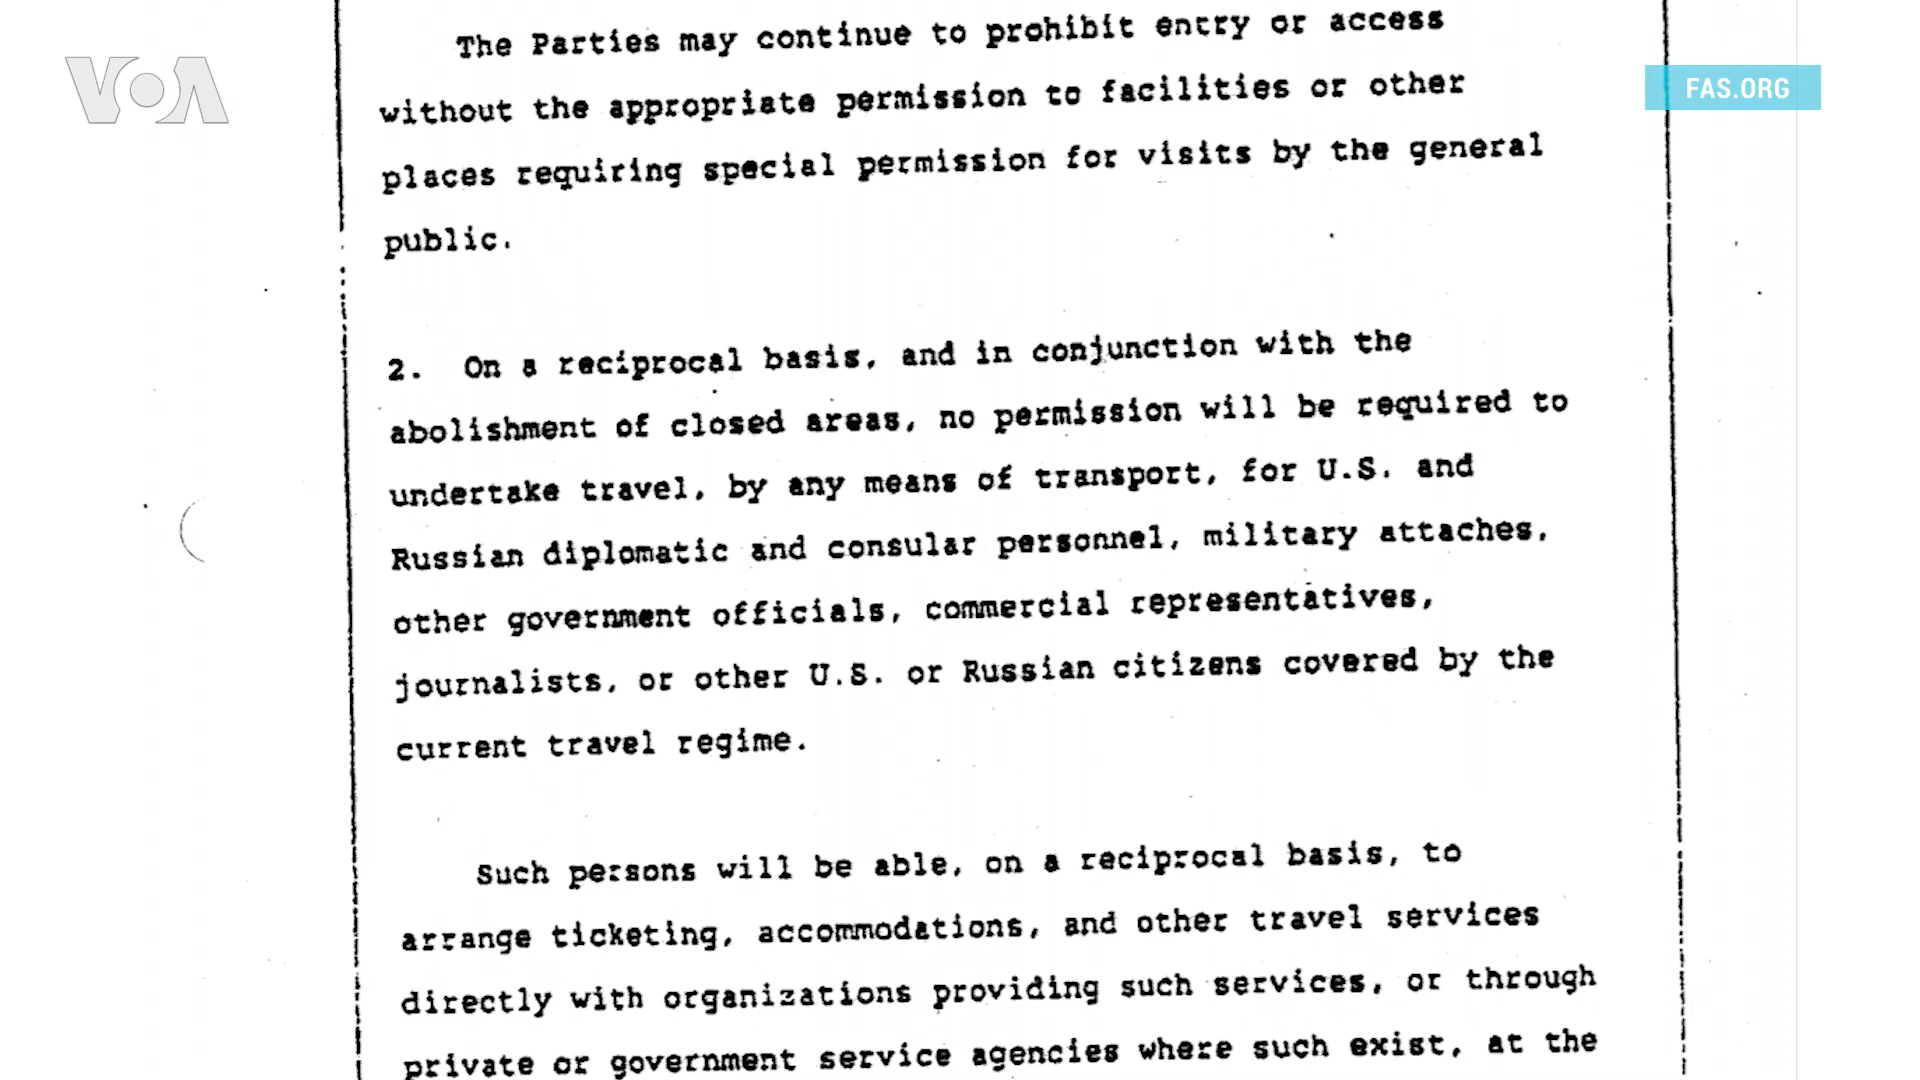 VOA
FAS.ORG
The Parties may continue to prohibit entry or access
without the appropriate permission to facilities or other
places requiring special permission for visits by the general
public.
2. On a reciprocal basis, and in conjunction with the
abolishment of closed areas, no permission will be required to
undertake travel, by any means of transport, for U.S. and
Russian diplomatic and consular personnel, military attaches,
other government officials, commercial representatives,
journalists, or other U.S. or Russian citizens covered by the
current travel regime.
Such persons will be able, on a reciprocal basis, to
arrange ticketing, accommodations, and other travel services
directly with organizations providing such services, or through
private or government service agencies where such exist, at the